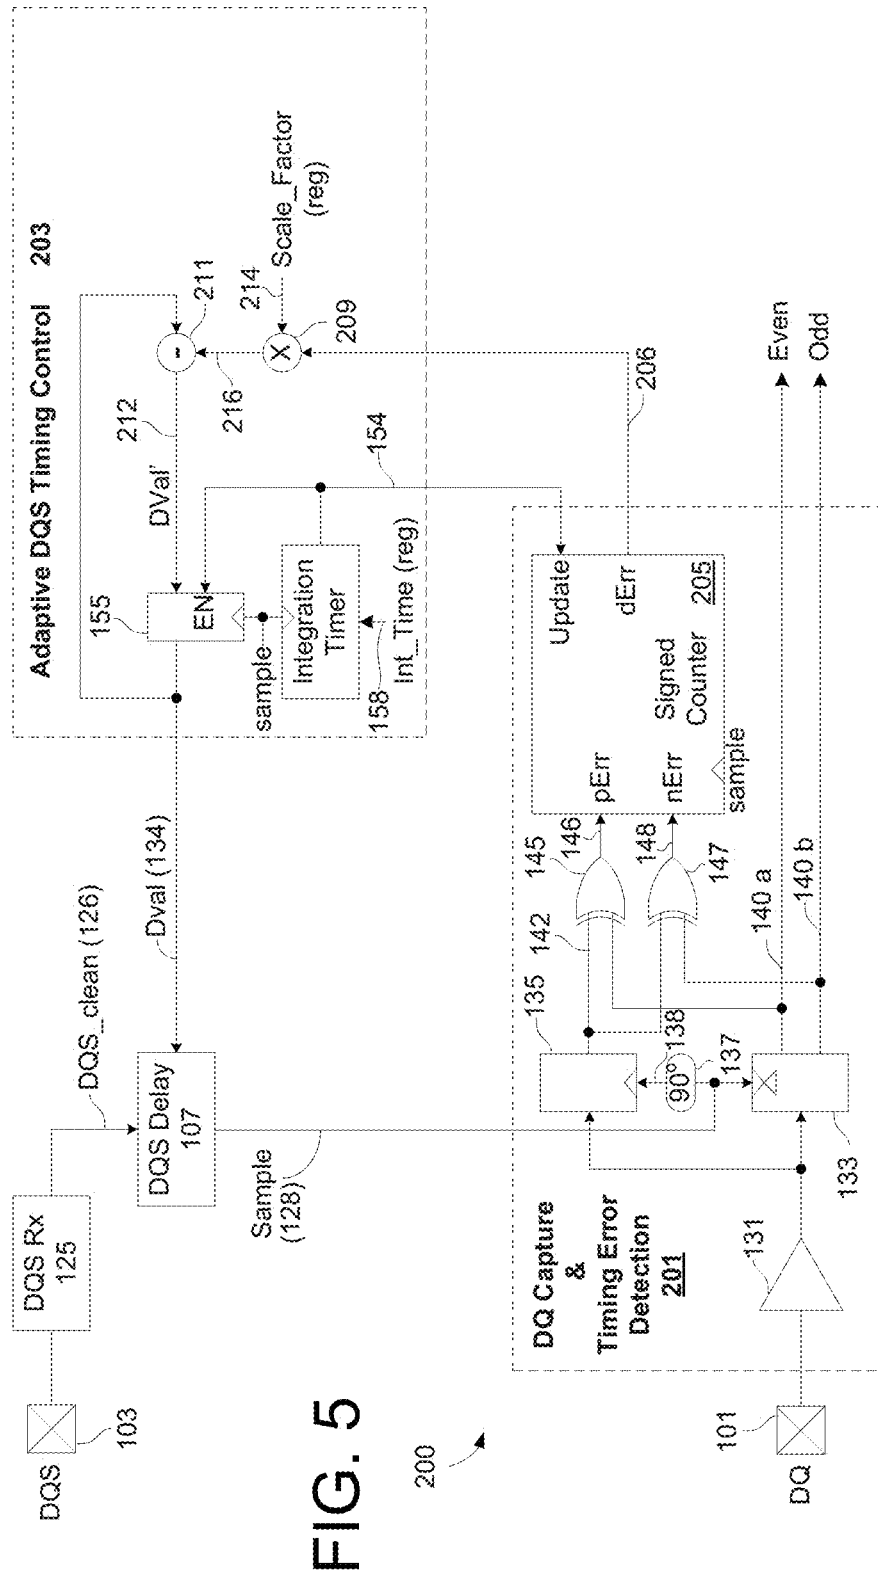 Adaptive DQS Timing Control 203
DQS
103
DQS Rx
125
DQS_clean (126)
DQS Delay
107
Dval (134)
Sample
(128)
155
EN
DVal'
212
-
211
216
X
209
214
Scale_Factor
(reg)
sample
Integration
Timer
158
Int_Time (reg)
154
206
DQ Capture
&
Timing Error
Detection
201
135
142
145
146
pErr
148
nErr
147
Update
dErr
Signed
Counter
205
sample
138
90°
137
133
131
140 a
140 b
Even
Odd
DQ
101
200
FIG. 5